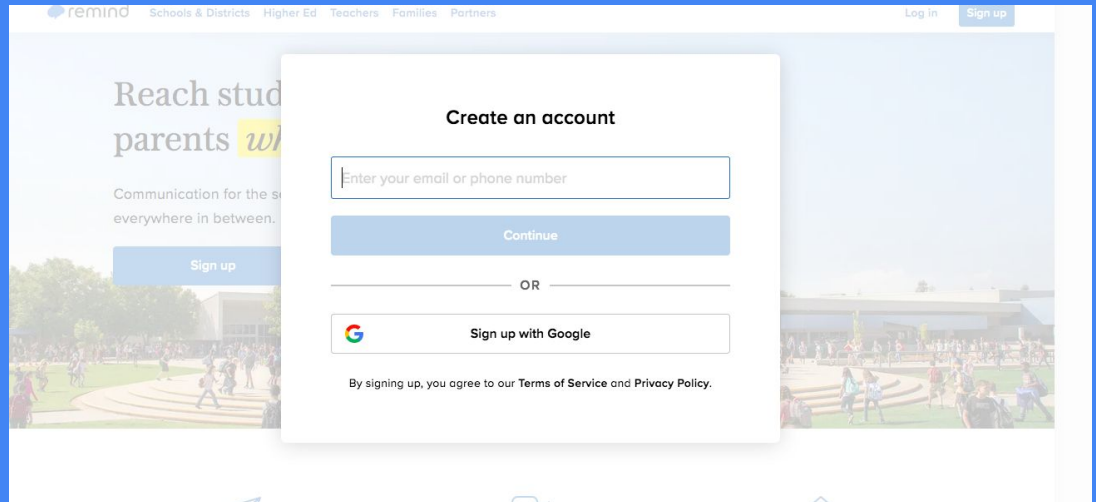 remind Schools & Districts Higher Ed Teachers Families Partners Log in Sign up
Reach stud
parents wh
Communication for the s
everywhere in between.
Sign up
Create an account
Enter your email or phone number
Continue
OR
Sign up with Google
By signing up, you agree to our Terms of Service and Privacy Policy.